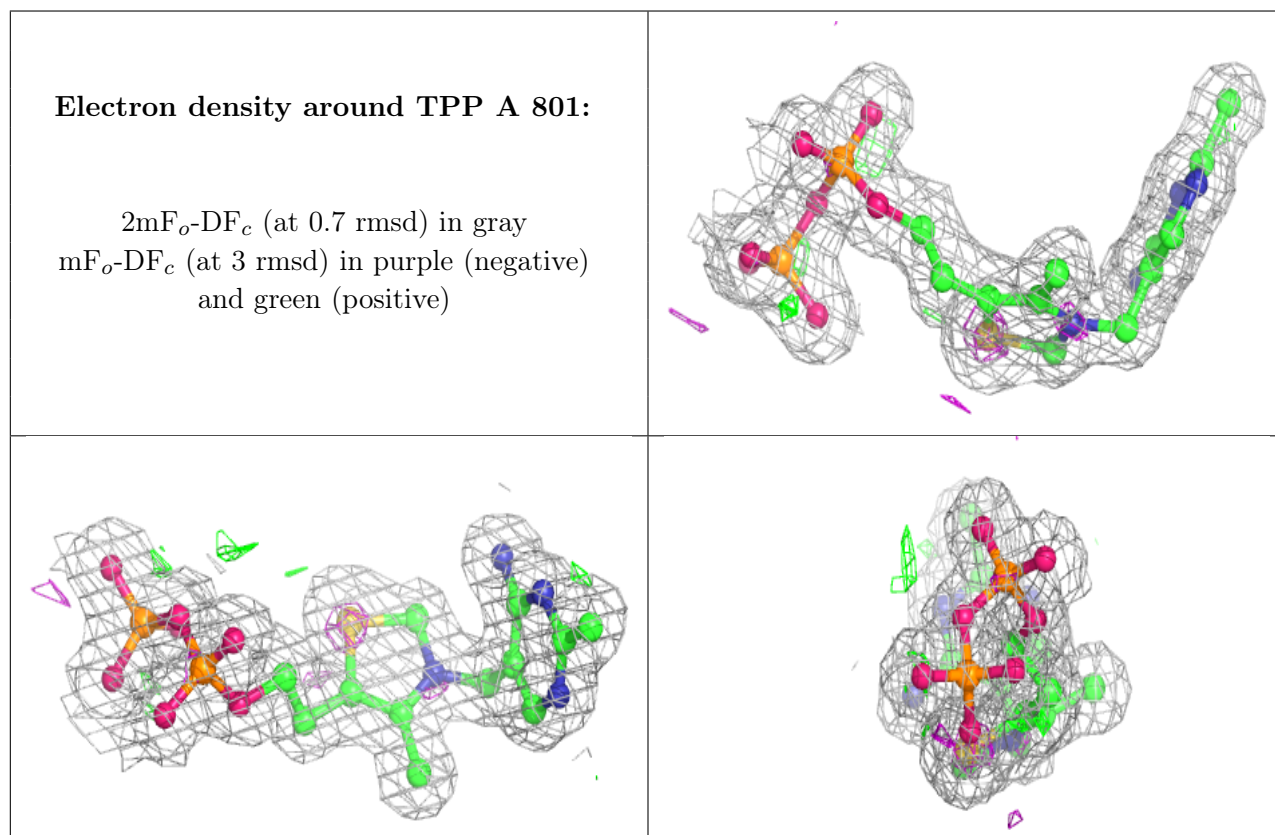 Electron density around TPP A 801:
2mFo-DFc (at 0.7 rmsd) in gray
mFo-DFc (at 3 rmsd) in purple (negative)
and green (positive)